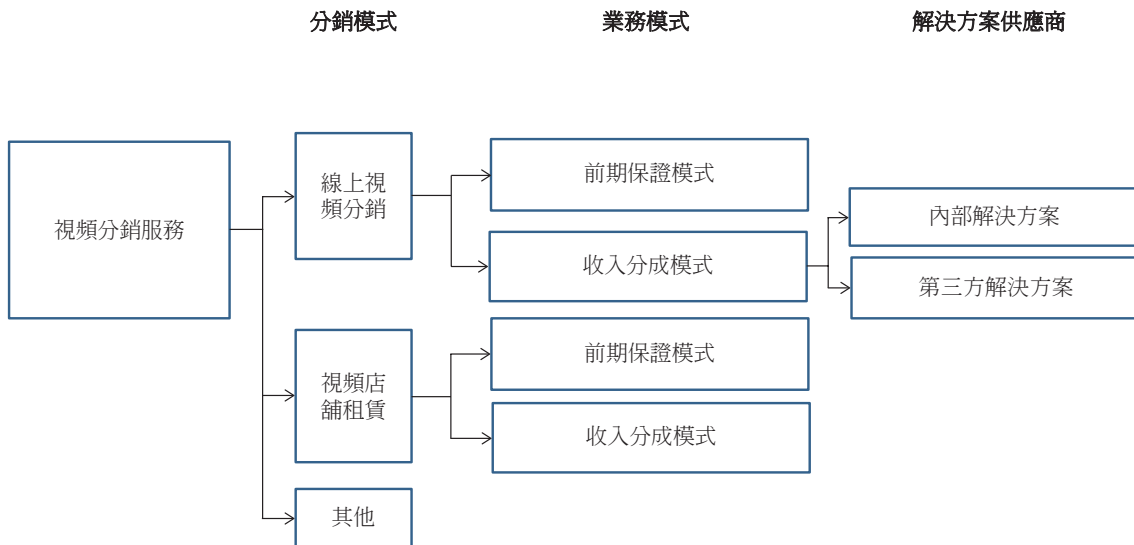 分銷模式
業務模式
解決方案供應商
視頻分銷服務
線上視
頻分銷
前期保證模式
收入分成模式
內部解決方案
第三方解決方案
視頻店
舖租賃
前期保證模式
收入分成模式
其他